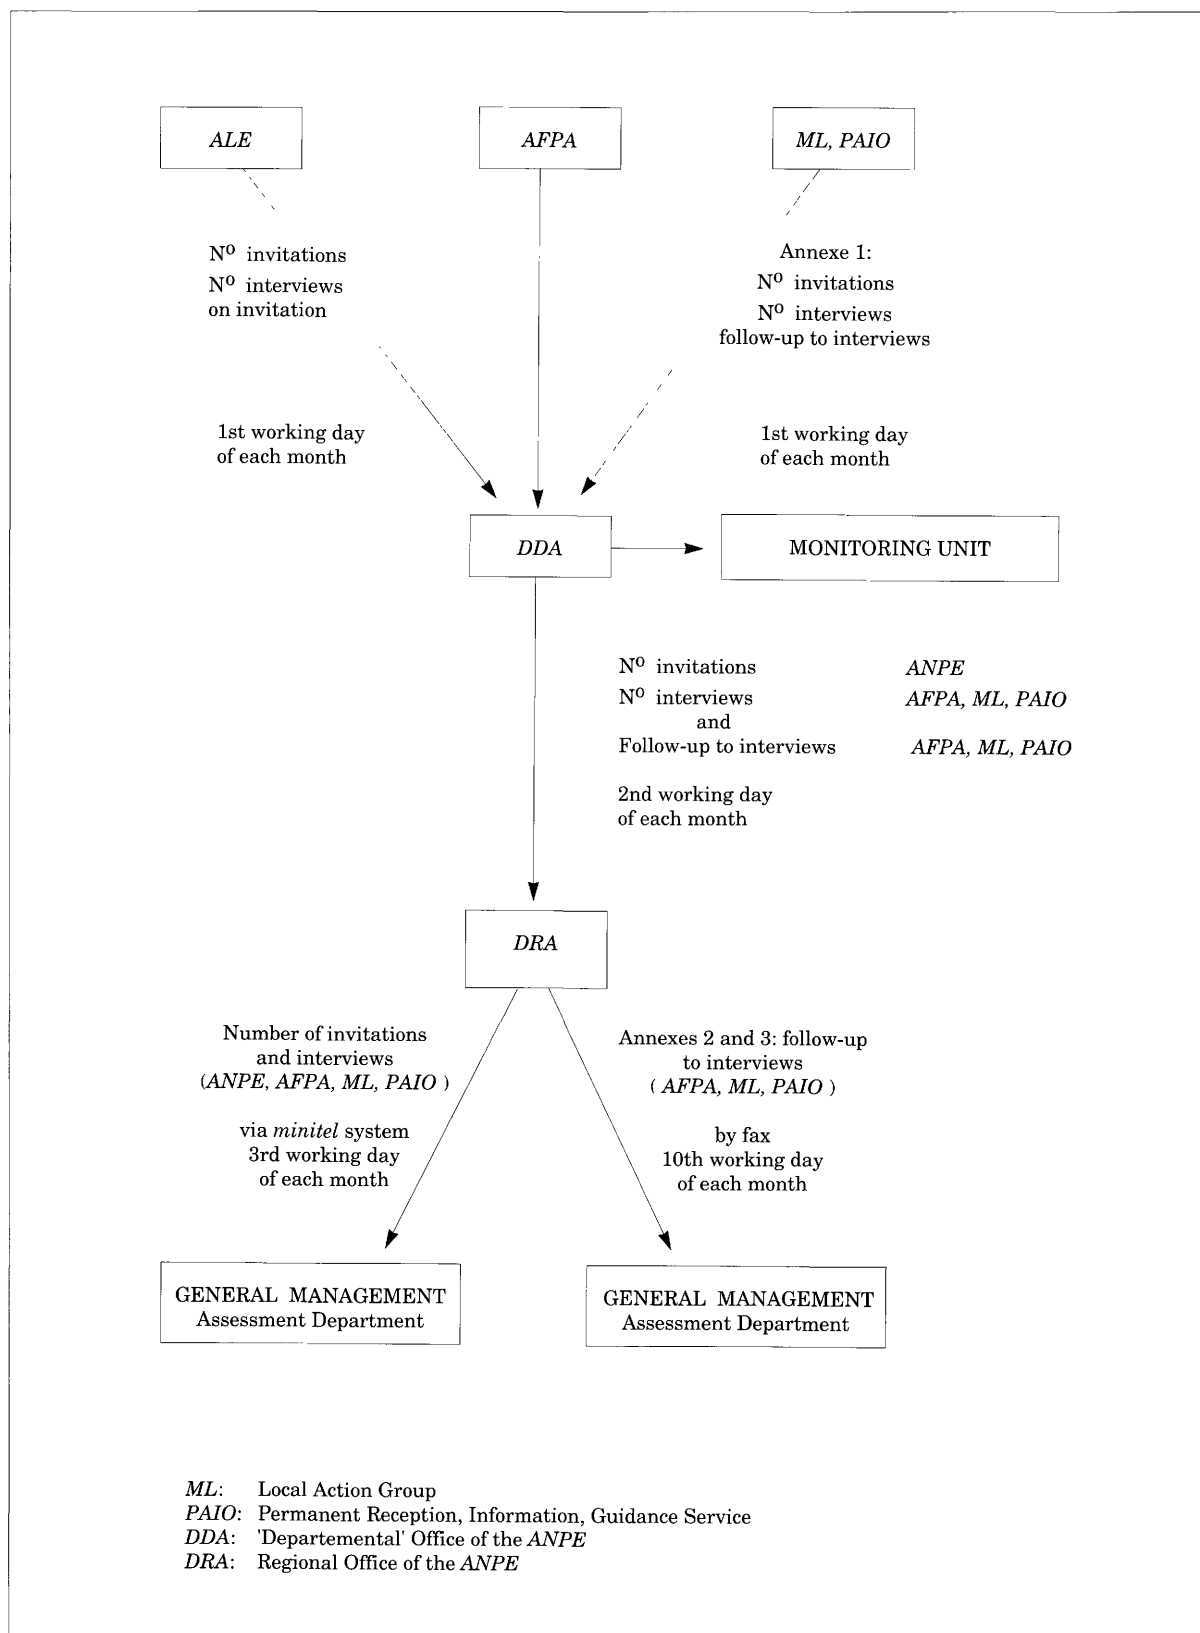 ALE
AFPA
ML, PAIO
Nº invitations
Nº interviews
on invitation
Annexe 1:
Nº invitations
Nº interviews
follow-up to interviews
1st working day
of each month
1st working day
of each month
DDA
MONITORING UNIT
Nº invitations ANPE
Nº interviews AFPA, ML, PAIO
and
Follow-up to interviews AFPA, ML, PAIO
2nd working day
of each month
DRA
Number of invitations
and interviews
(ANPE, AFPA, ML, PAIO )
via minitel system
3rd working day
of each month
Annexes 2 and 3: follow-up
to interviews
( AFPA, ML, PAIO )
by fax
10th working day
of each month
GENERAL MANAGEMENT
Assessment Department
GENERAL MANAGEMENT
Assessment Department
ML: Local Action Group
PAIO: Permanent Reception, Information, Guidance Service
DDA: 'Departemental' Office of the ANPE
DRA: Regional Office of the ANPE